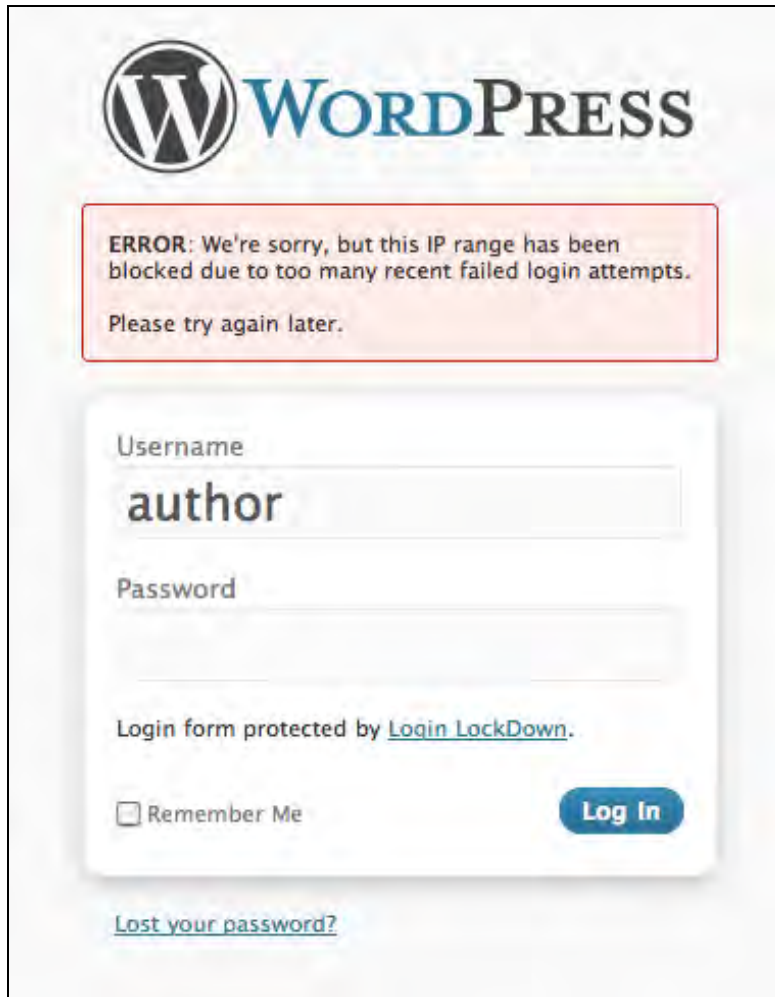 WORDPRESS
ERROR: We're sorry, but this IP range has been
blocked due to too many recent failed login attempts.
Please try again later.
Username
author
Password
Login form protected by Login LockDown.
Remember Me
Log In
Lost your password?